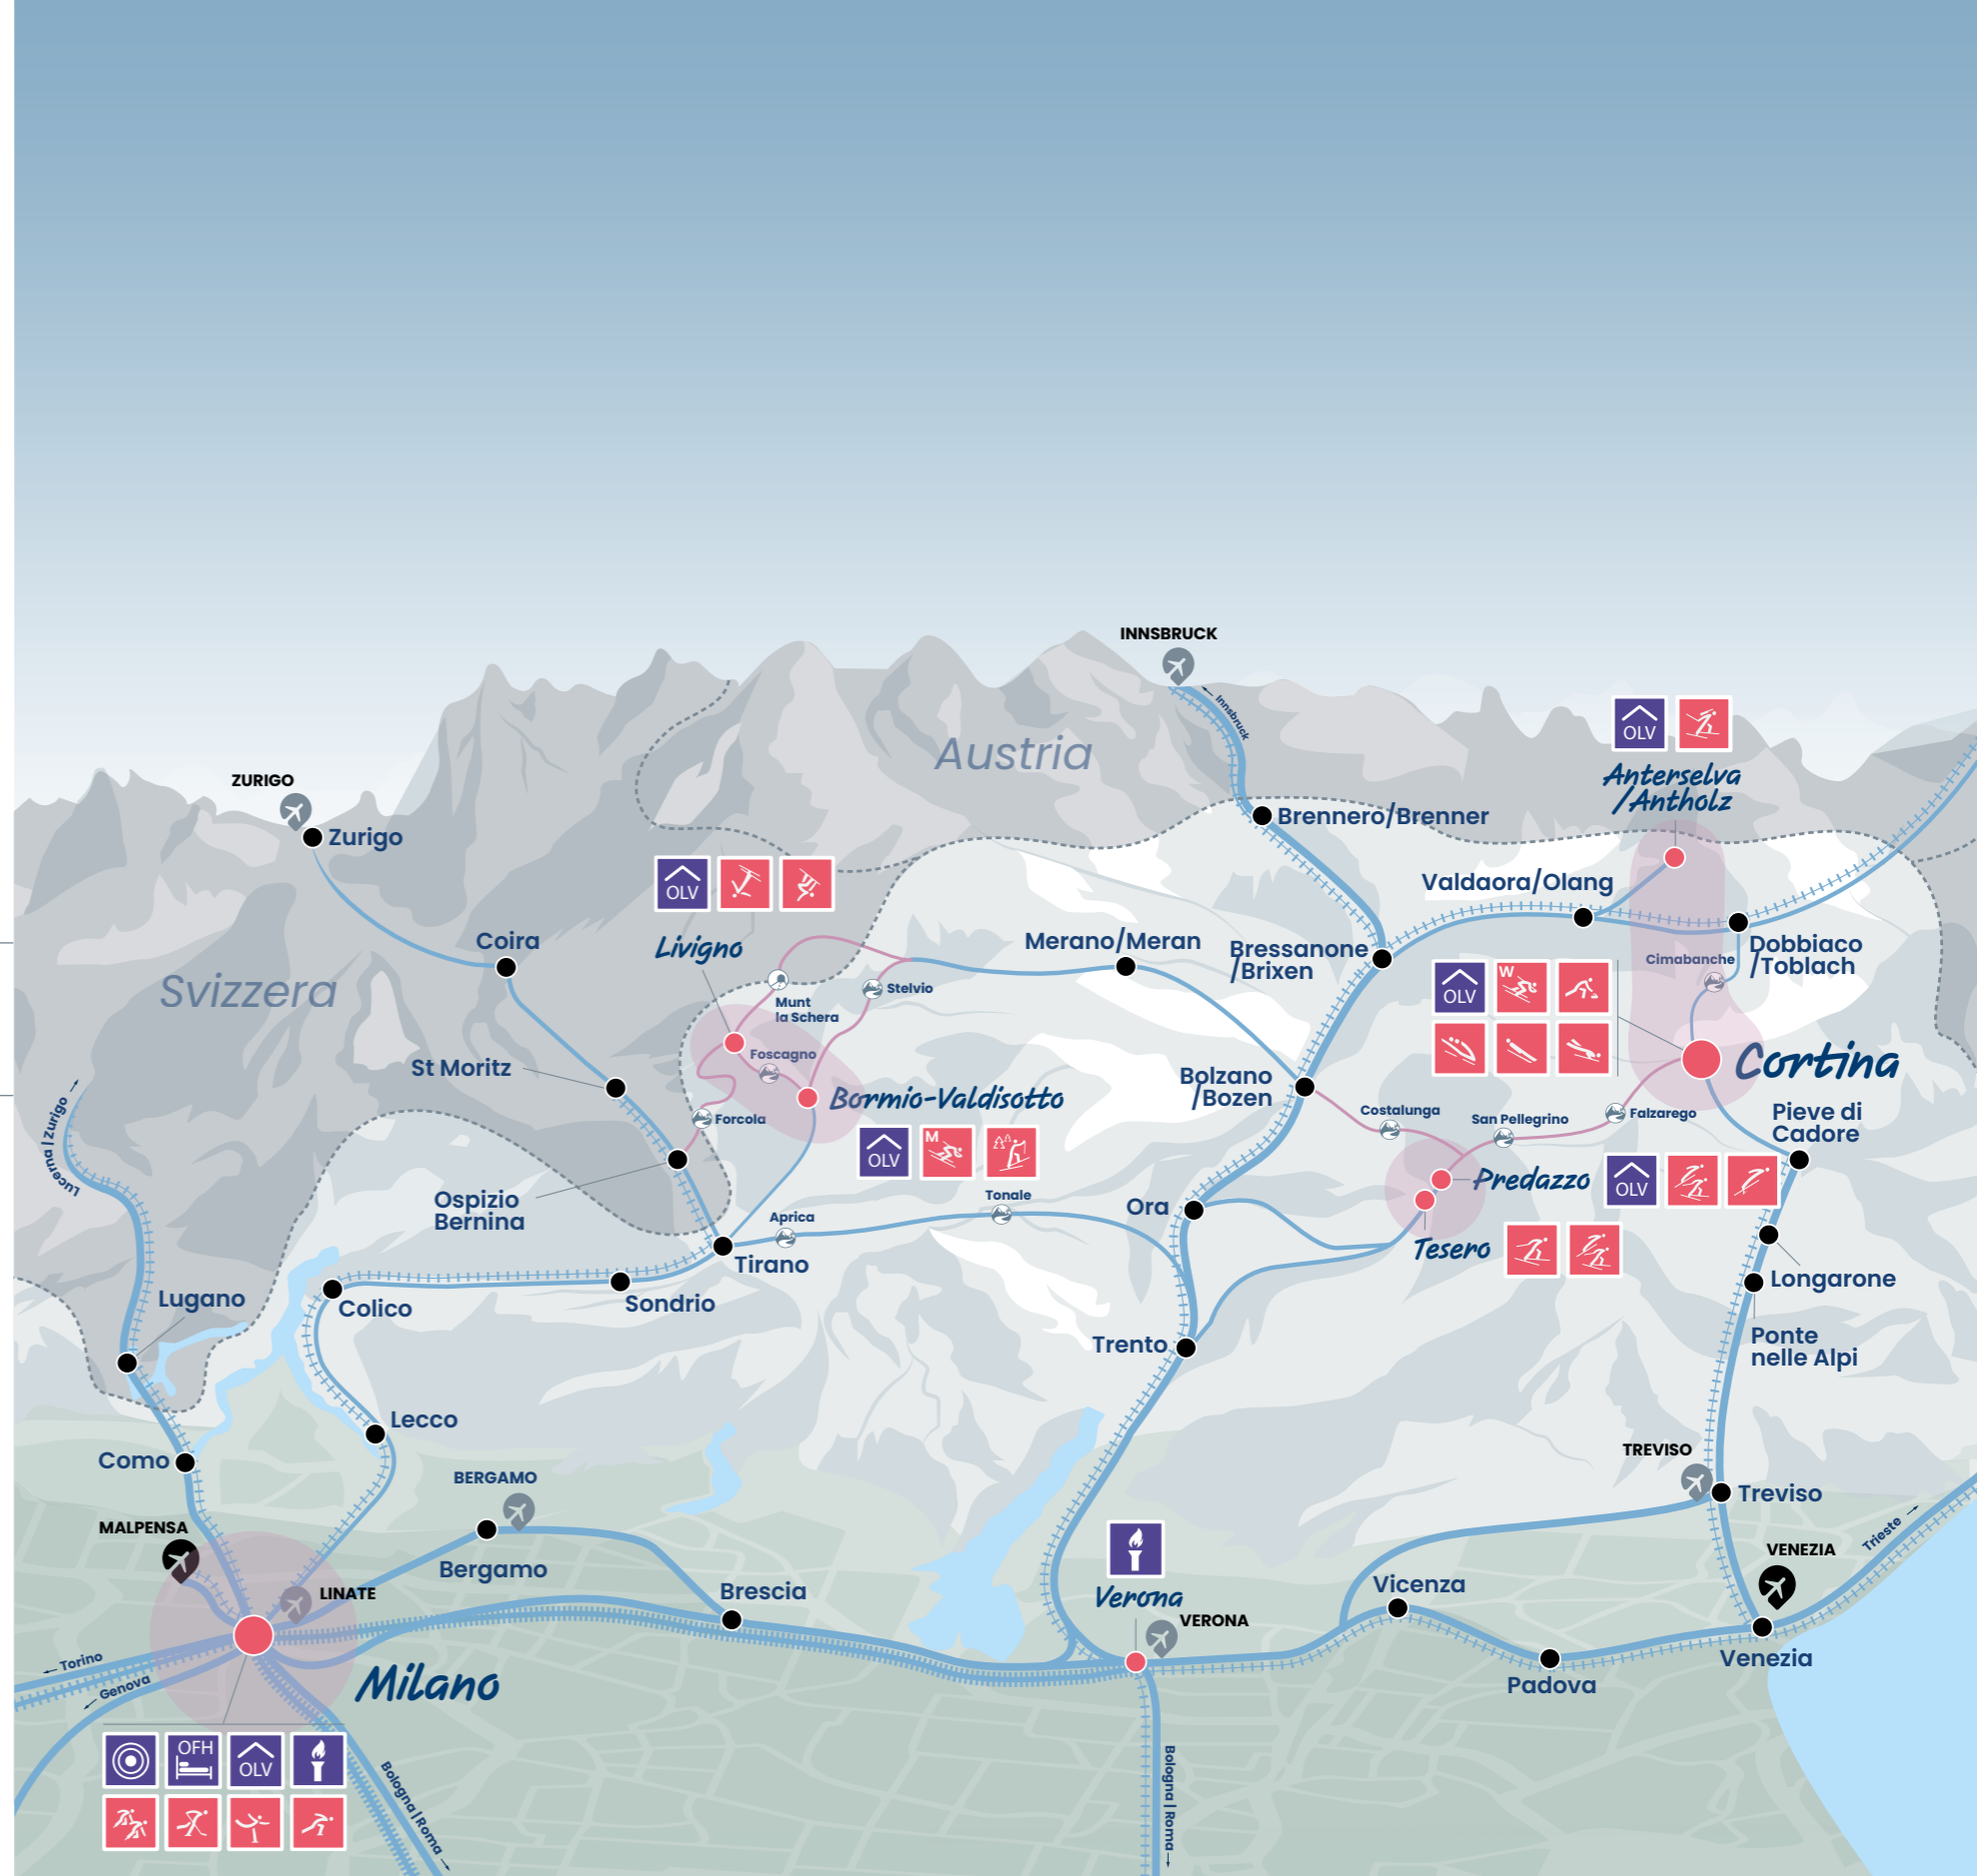 INNSBRUCK
← Innsbruck
Austria
OLV
Anterselva
/Antholz
ZURIGO
Zurigo
Brennero/Brenner
OLV
Valdaora/Olang
Livigno
Coira
Merano/Meran
Bressanone
/Brixen
Dobbiaco
/Toblach
Cimabanche
Svizzera
Stelvio
Munt
la Schera
OLV
W
Foscagno
St Moritz
Bolzano
/Bozen
Cortina
Bormio-Valdisotto
Forcola
Costalunga
San Pellegrino
Falzarego
Pieve di
Cadore
Lucerna | Zurigo →
OLV
M
Predazzo
OLV
Ospizio
Bernina
Tonale
Aprica
Ora
Tesero
Tirano
Longarone
Lugano
Colico
Sondrio
Trento
Ponte
nelle Alpi
Lecco
Como
BERGAMO
TREVISO
Treviso
MALPENSA
Bergamo
LINATE
Brescia
Verona
VERONA
Vicenza
VENEZIA
Trieste →
← Torino
← Genova
Milano
Padova
Venezia
OFH
OLV
Bologna | Roma →
Bologna | Roma →